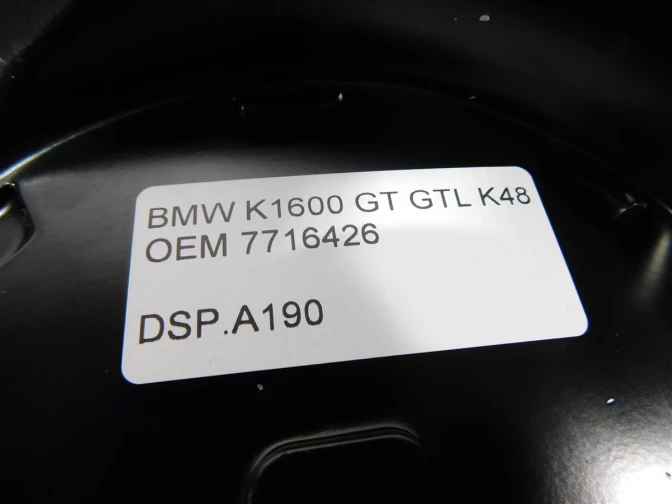 BMW K1600 GT GTL K48
OEM 7716426
DSP.A190